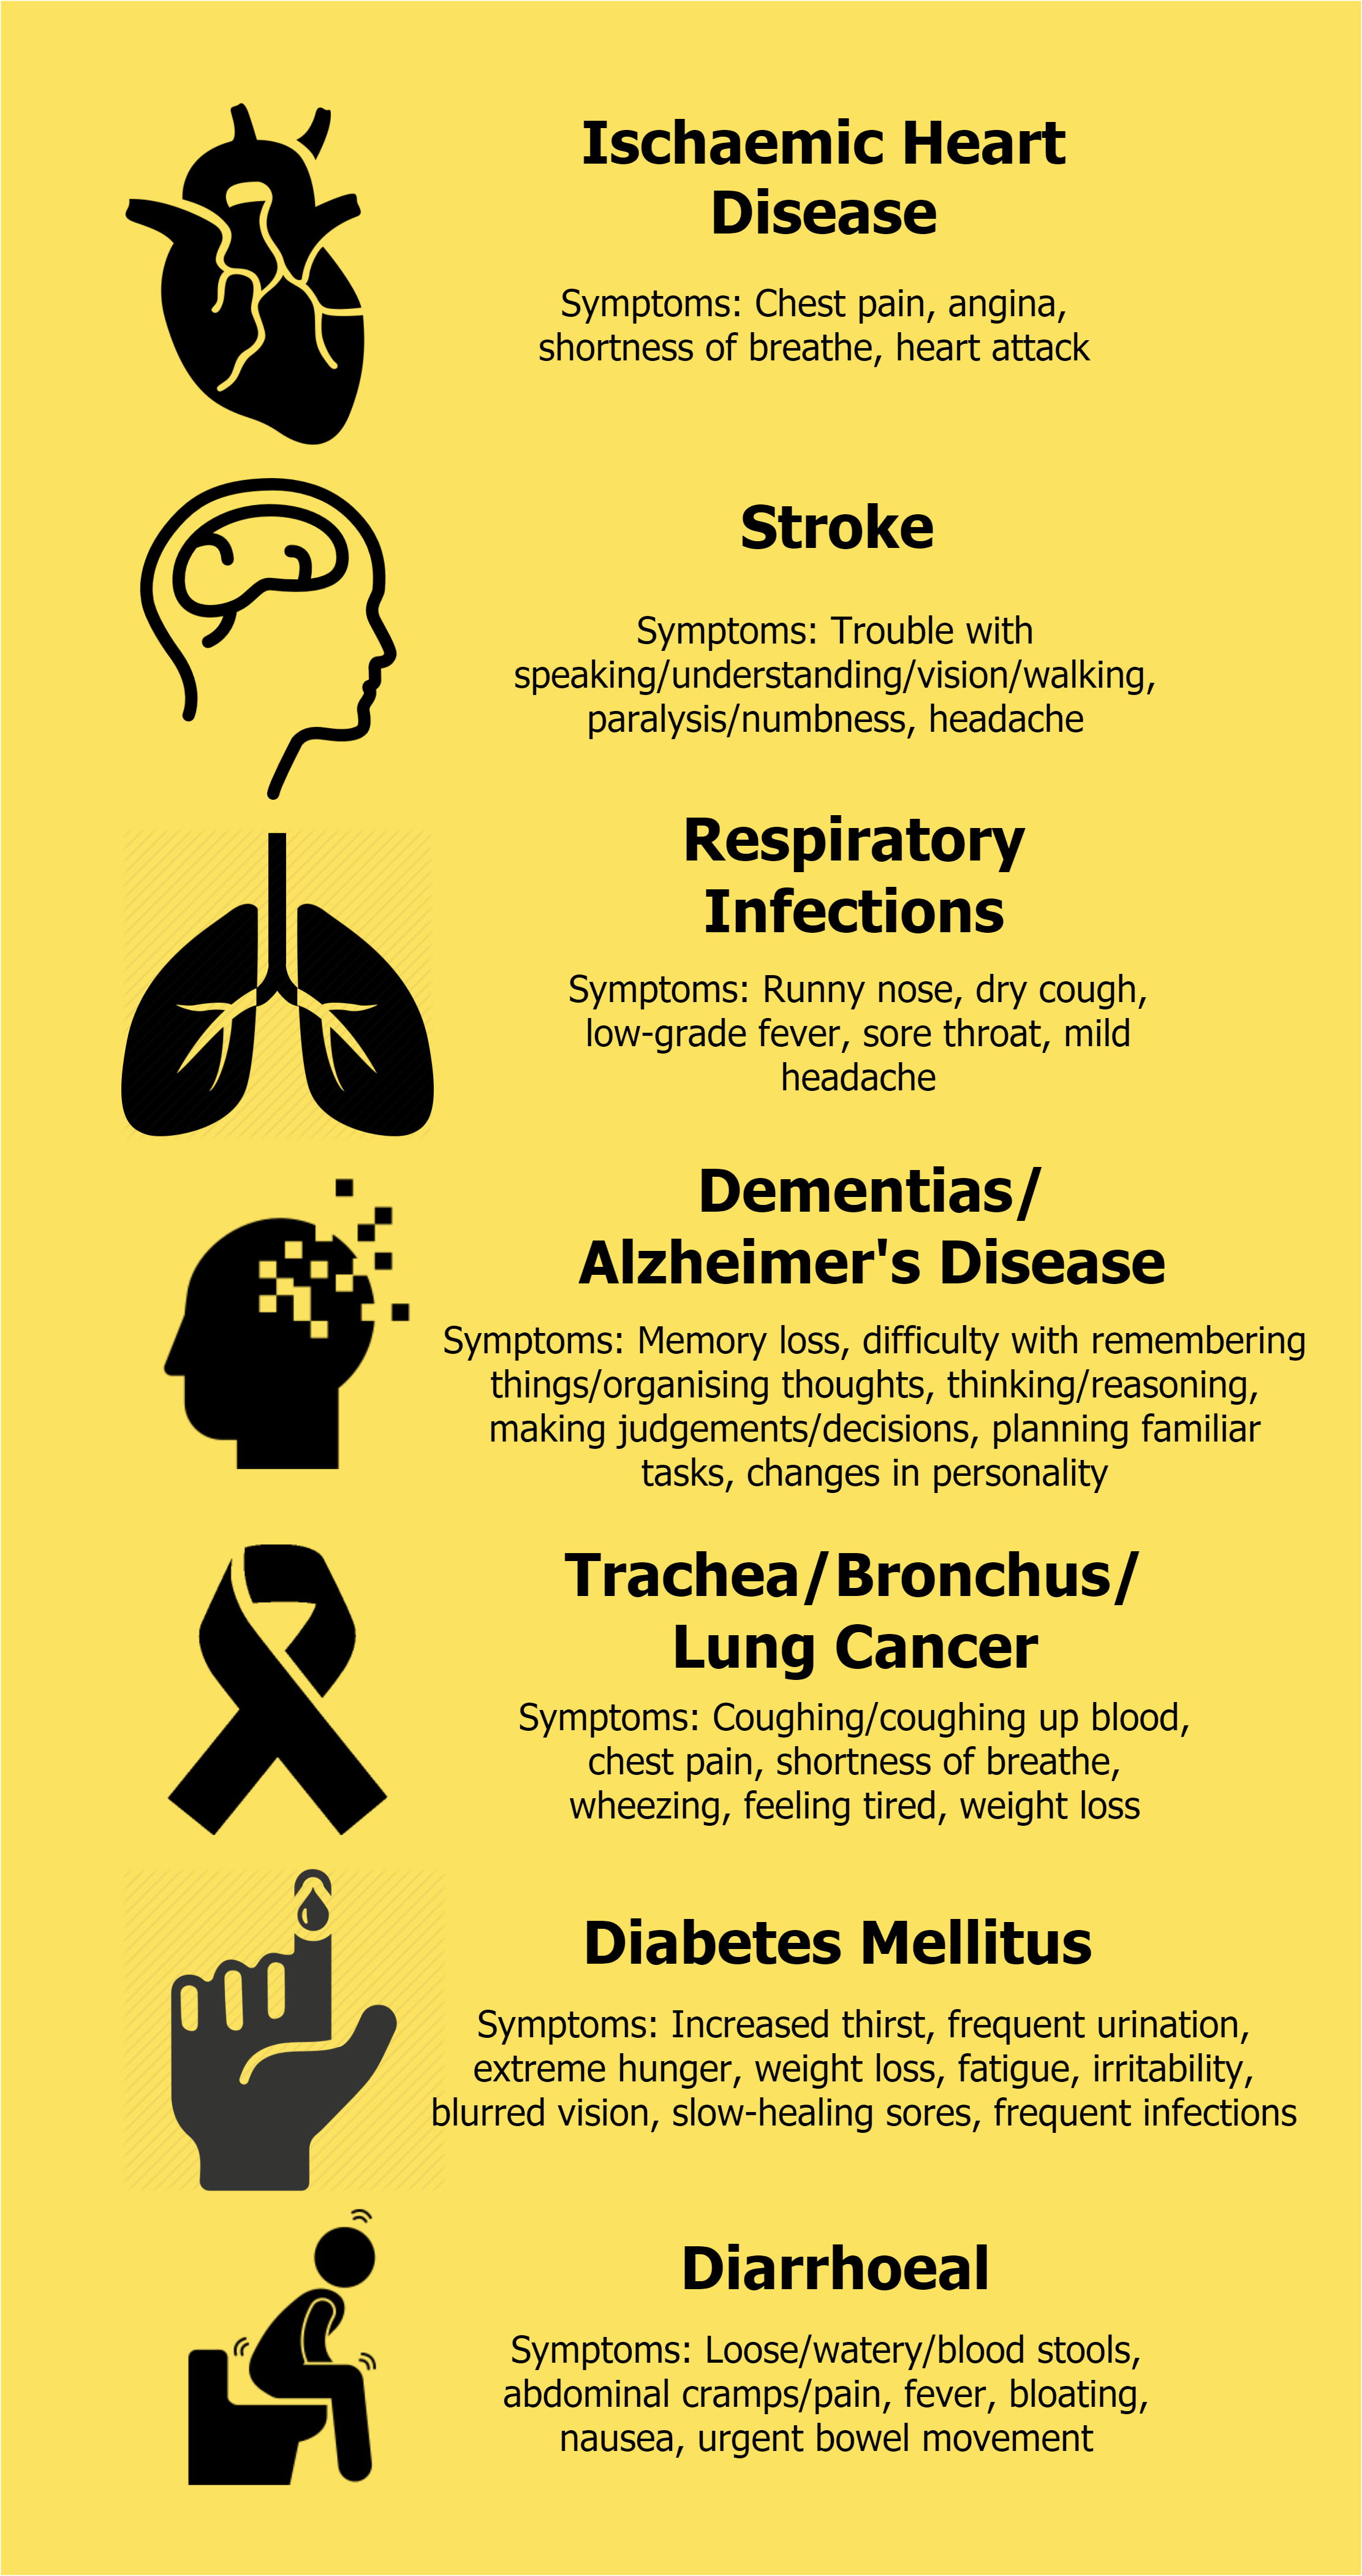 Ischaemic Heart
Disease
Symptoms: Chest pain, angina,
shortness of breathe, heart attack
Stroke
Symptoms: Trouble with
speaking/understanding/vision/walking,
paralysis/numbness, headache
Respiratory
Infections
Symptoms: Runny nose, dry cough,
low-grade fever, sore throat, mild
headache
Dementias/
Alzheimer's Disease
Symptoms: Memory loss, difficulty with remembering
things/organising thoughts, thinking/reasoning,
making judgements/decisions, planning familiar
tasks, changes in personality
Trachea/Bronchus/
Lung Cancer
Symptoms: Coughing/coughing up blood,
chest pain, shortness of breathe,
wheezing, feeling tired, weight loss
Diabetes Mellitus
Symptoms: Increased thirst, frequent urination,
extreme hunger, weight loss, fatigue, irritability,
blurred vision, slow-healing sores, frequent infections
Diarrhoeal
Symptoms: Loose/watery/blood stools,
abdominal cramps/pain, fever, bloating,
nausea, urgent bowel movement